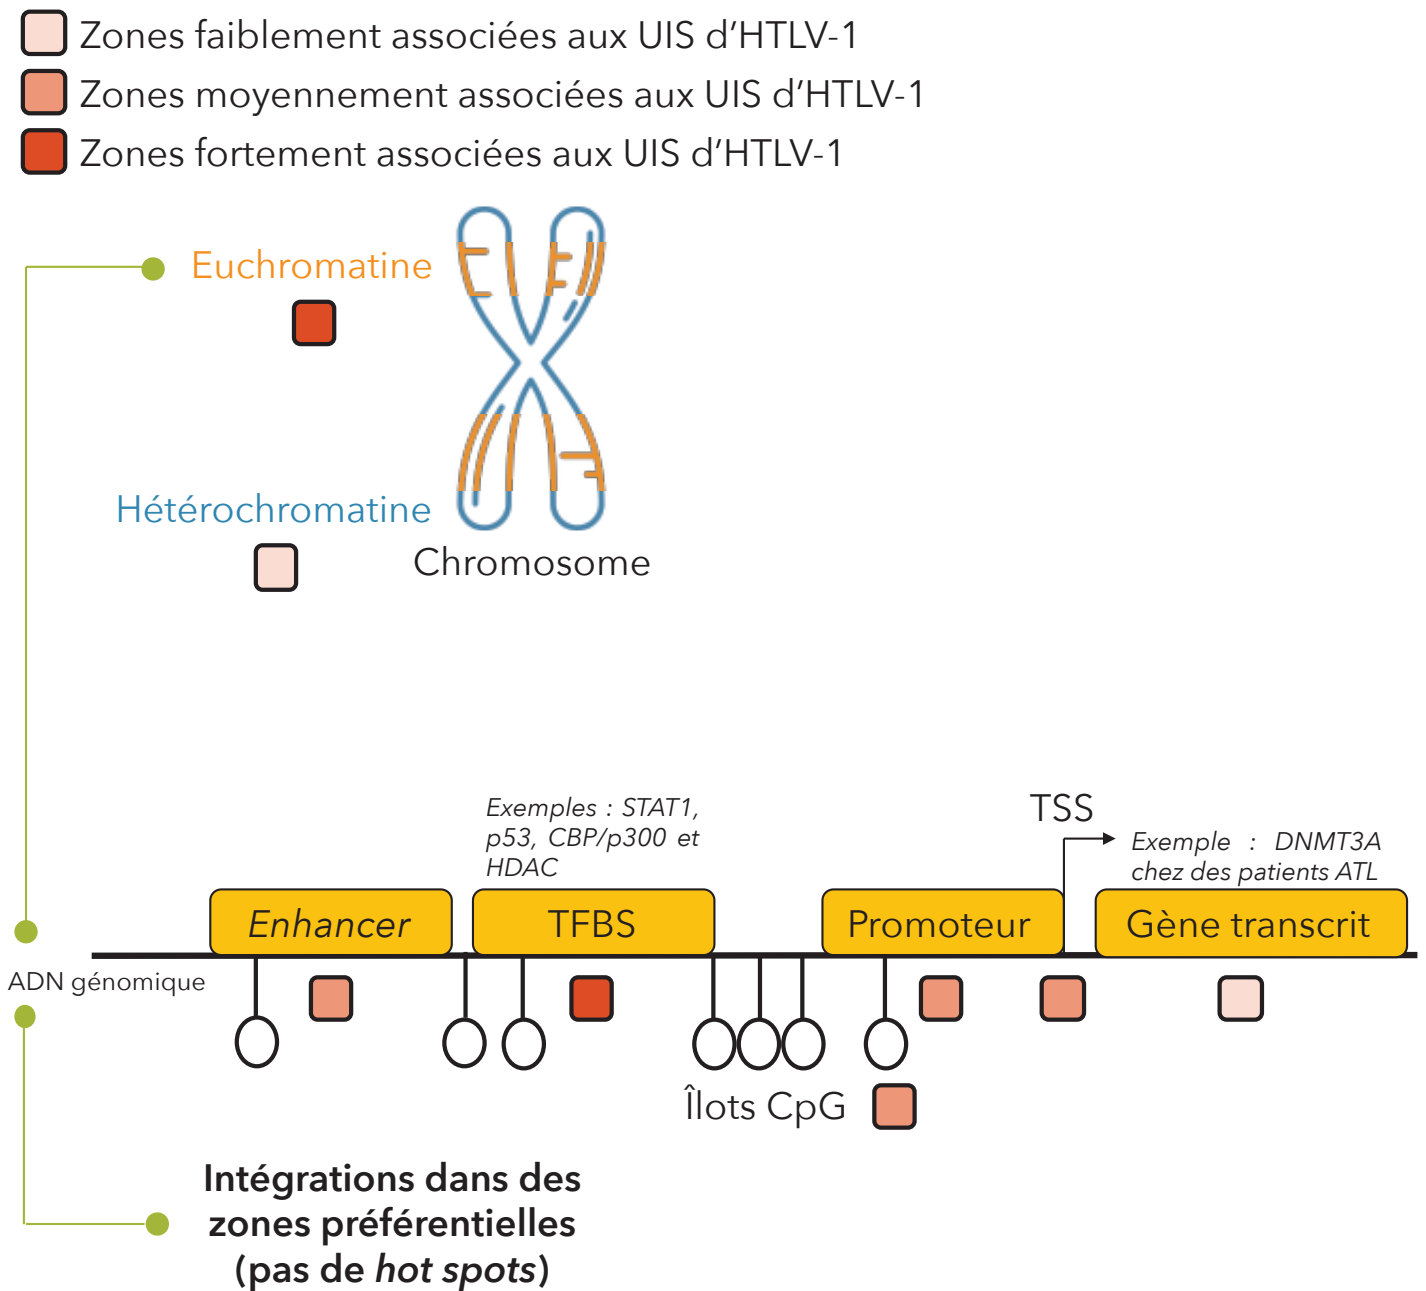 Zones faiblement associées aux UIS d'HTLV-1
Zones moyennement associées aux UIS d'HTLV-1
Zones fortement associées aux UIS d'HTLV-1
Euchromatine
Hétérochromatine
Chromosome
Exemples : STAT1,
p53, CBP/p300 et
HDAC
TSS
Exemple : DNMT3A
chez des patients ATL
Enhancer
TFBS
Promoteur
Gène transcrit
ADN génomique
Îlots CpG
Intégrations dans des
zones préférentielles
(pas de hot spots)